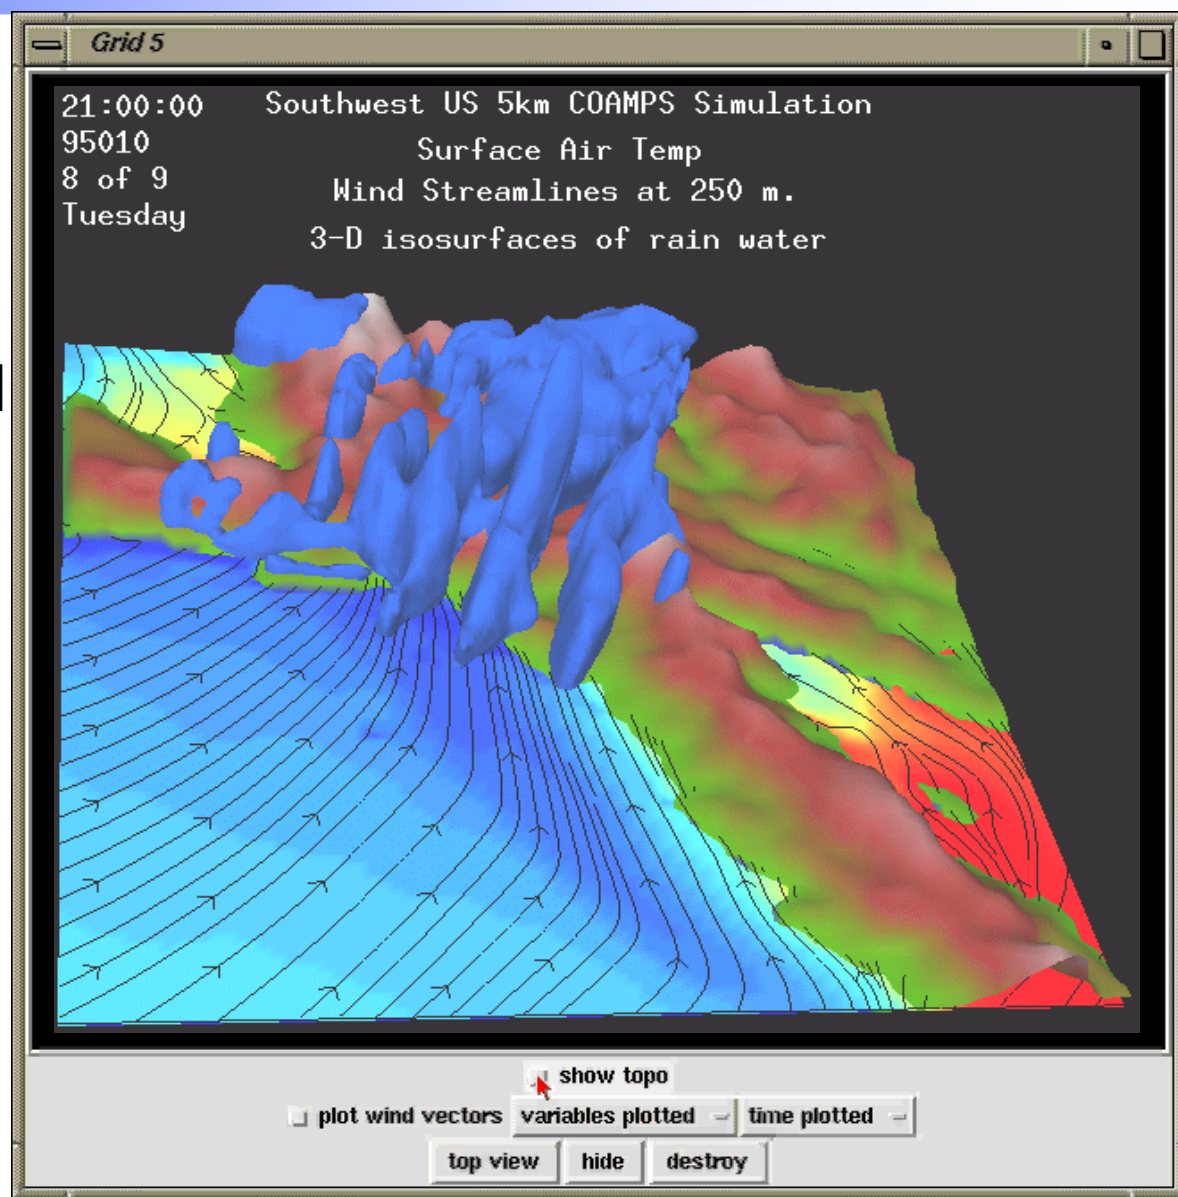 Grid 5
21:00:00
95010
8 of 9
Tuesday
Southwest US 5km COAMPS Simulation
Surface Air Temp
Wind Streamlines at 250 m.
3-D isosurfaces of rain water
show topo
plot wind vectors variables plotted time plotted
top view hide destroy